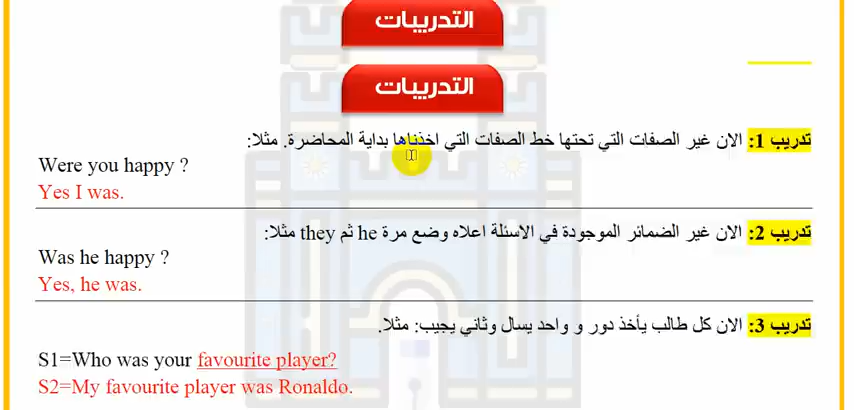 التدريبات
التدريبات
تدريب 1: الان غير الصفات التي تحتها خط الصفات التي اخذناها بداية المحاضرة. مثلا:
Were you happy ?
Yes I was.
تدريب 2: الان غير الضمائر الموجودة في الاسئلة اعلاه وضع مرة he ثم they مثلا:
Was he happy ?
Yes, he was.
تدريب 3: الان كل طالب يأخذ دور و واحد يسال وثاني يجيب: مثلا.
S1=Who was your favourite player?
S2=My favourite player was Ronaldo.